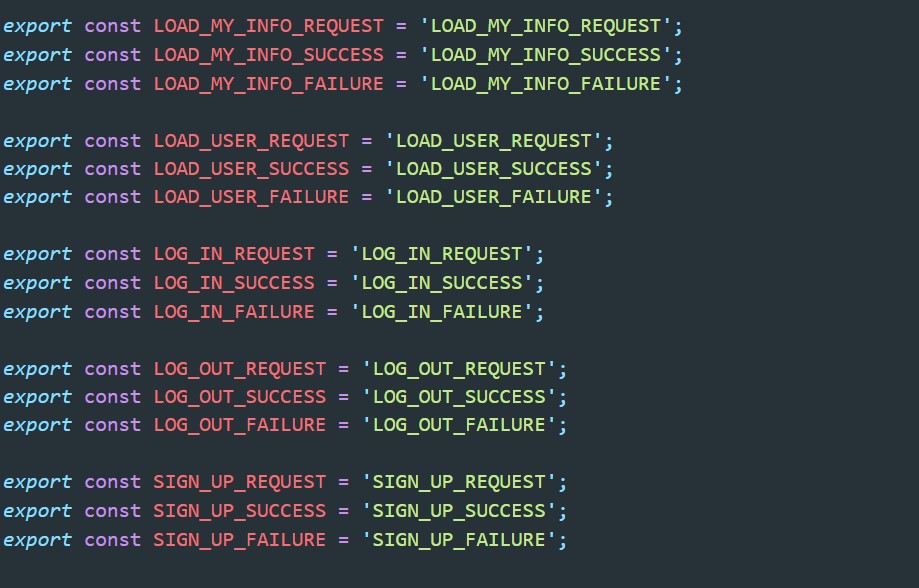 export const LOAD_MY_INFO_REQUEST = 'LOAD_MY_INFO_REQUEST';
export const LOAD_MY_INFO_SUCCESS = 'LOAD_MY_INFO_SUCCESS';
export const LOAD_MY_INFO_FAILURE = 'LOAD_MY_INFO_FAILURE';
export const LOAD_USER_REQUEST = 'LOAD_USER_REQUEST';
export const LOAD_USER_SUCCESS = 'LOAD_USER_SUCCESS';
export const LOAD_USER_FAILURE = 'LOAD_USER_FAILURE';
export const LOG_IN_REQUEST = 'LOG_IN_REQUEST';
export const LOG_IN_SUCCESS = 'LOG_IN_SUCCESS';
export const LOG_IN_FAILURE = 'LOG_IN_FAILURE';
export const LOG_OUT_REQUEST = 'LOG_OUT_REQUEST';
export const LOG_OUT_SUCCESS = 'LOG_OUT_SUCCESS';
export const LOG_OUT_FAILURE = 'LOG_OUT_FAILURE';
export const SIGN_UP_REQUEST = 'SIGN_UP_REQUEST';
export const SIGN_UP_SUCCESS = 'SIGN_UP_SUCCESS';
export const SIGN_UP_FAILURE = 'SIGN_UP_FAILURE';